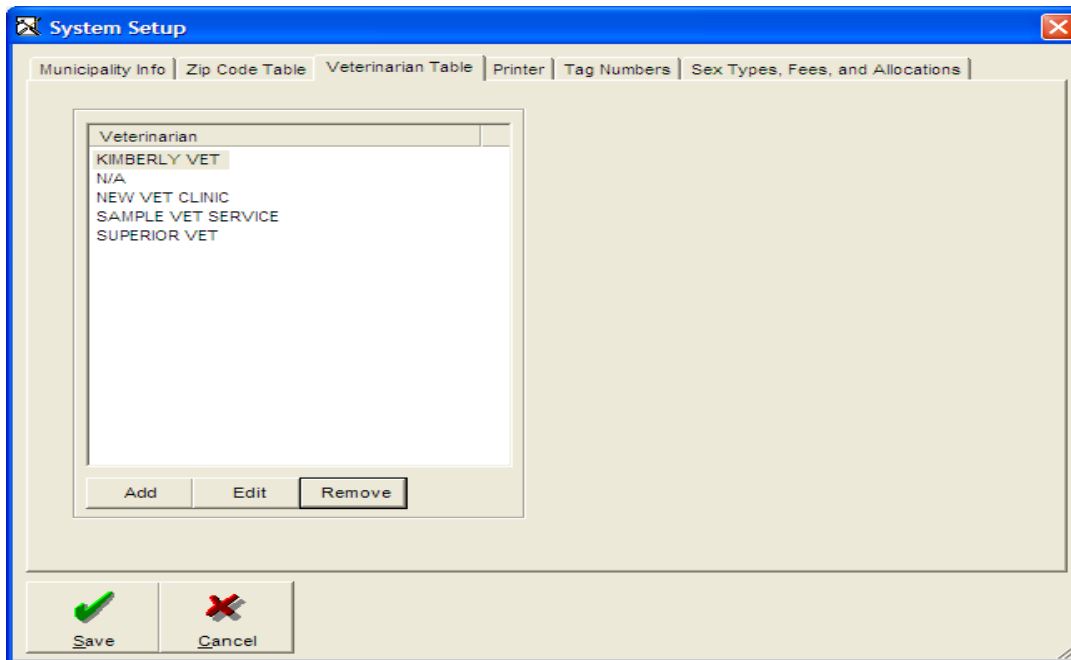 System Setup
Municipality Info Zip Code Table Veterinarian Table Printer Tag Numbers Sex Types, Fees, and Allocations
Veterinarian
KIMBERLY VET
N/A
NEW VET CLINIC
SAMPLE VET SERVICE
SUPERIOR VET
Add Edit Remove
Save Cancel